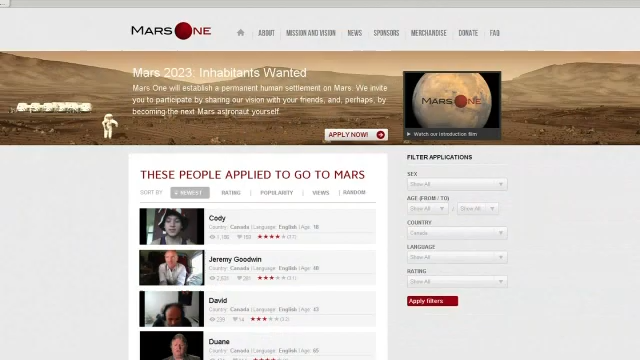 MARS ONE
ABOUT
MISSION AND VISION
NEWS
SPONSORS
MERCHANDISE
DONATE
FAQ
Mars 2023: Inhabitants Wanted
Mars One will establish a permanent human settlement on Mars. We invite
you to participate by sharing our vision with your friends, and, perhaps, by
becoming the next Mars astronaut yourself.
APPLY NOW!
MARS ONE
Watch our introduction film
THESE PEOPLE APPLIED TO GO TO MARS
SORT BY
NEWEST
RATING
POPULARITY
VIEWS
RANDOM
Cody
Country: Canada | Language: English | Age: 18
Jeremy Goodwin
Country: Canada | Language: English | Age:
David
Country: Canada | Language: English | Age:
Duane
Country: Canada | Language: English | Age: 65
FILTER APPLICATIONS
SEX
Show All
AGE (FROM / TO)
Show All / Show All
COUNTRY
Canada
LANGUAGE
Show All
RATING
Show All
Apply filters